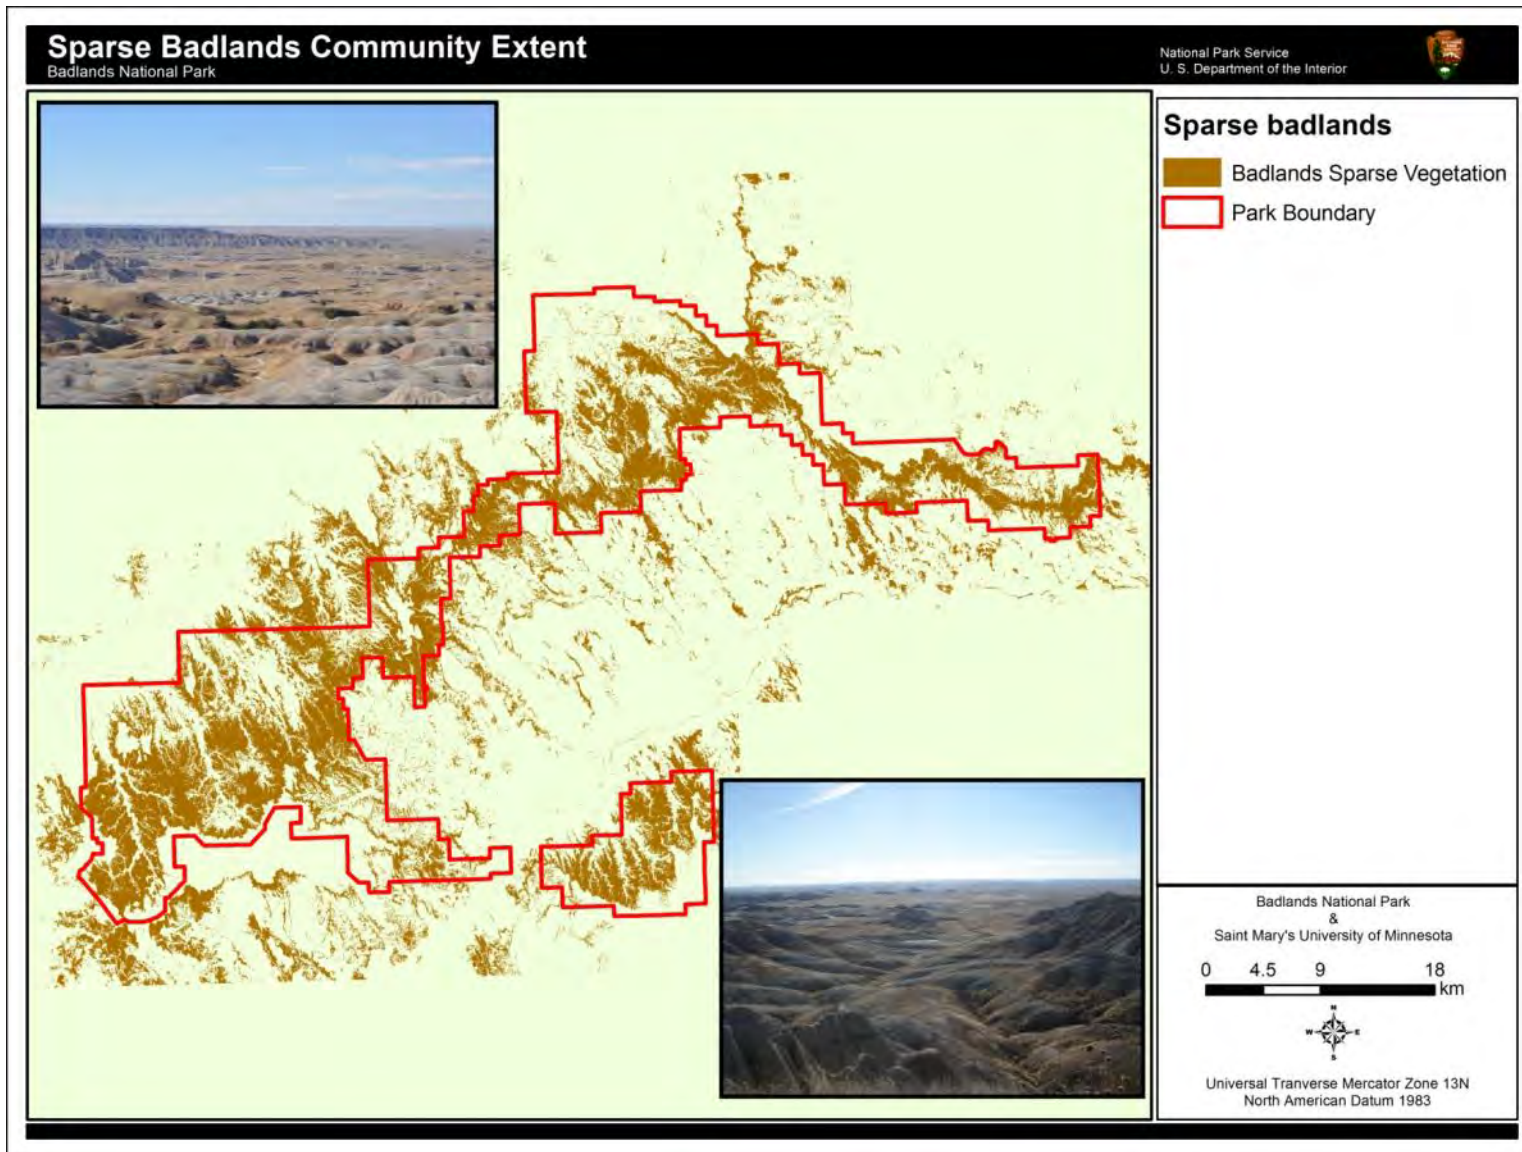 Sparse Badlands Community Extent
Badlands National Park
National Park Service
U. S. Department of the Interior
Sparse badlands
Badlands Sparse Vegetation
Park Boundary
Badlands National Park
&
Saint Mary's University of Minnesota
0 4.5 9 18
km
N
W E
S
Universal Tranverse Mercator Zone 13N
North American Datum 1983